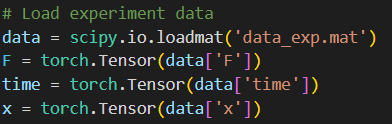 # Load experiment data
data = scipy.io.loadmat('data_exp.mat')
F = torch.Tensor(data['F'])
time = torch.Tensor(data['time'])
x = torch.Tensor(data['x'])